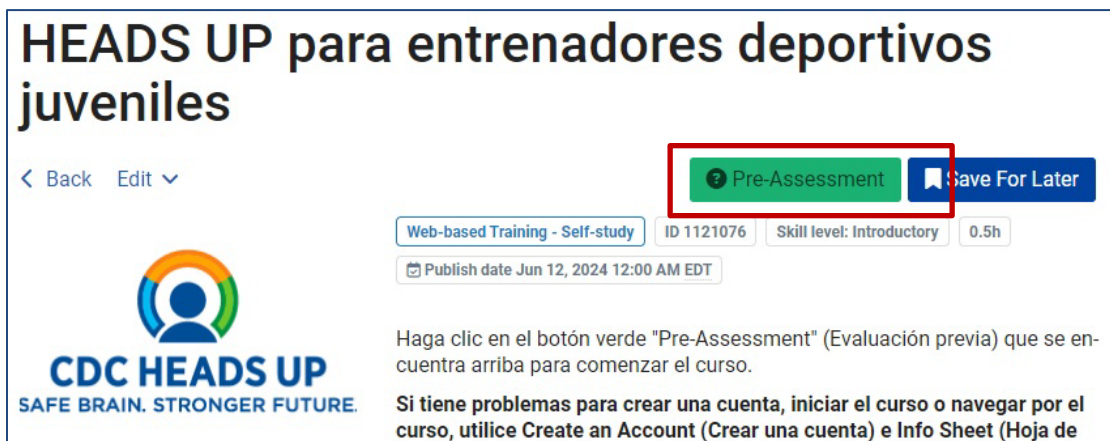 HEADS UP para entrenadores deportivos
juveniles
Back Edit
Pre-Assessment Save For Later
Web-based Training - Self-study ID 1121076 Skill level: Introductory 0.5h
Publish date Jun 12, 2024 12:00 AM EDT
CDC HEADS UP
SAFE BRAIN. STRONGER FUTURE.
Haga clic en el botón verde "Pre-Assessment" (Evaluación previa) que se en-
cuentra arriba para comenzar el curso.
Si tiene problemas para crear una cuenta, iniciar el curso o navegar por el
curso, utilice Create an Account (Crear una cuenta) e Info Sheet (Hoja de